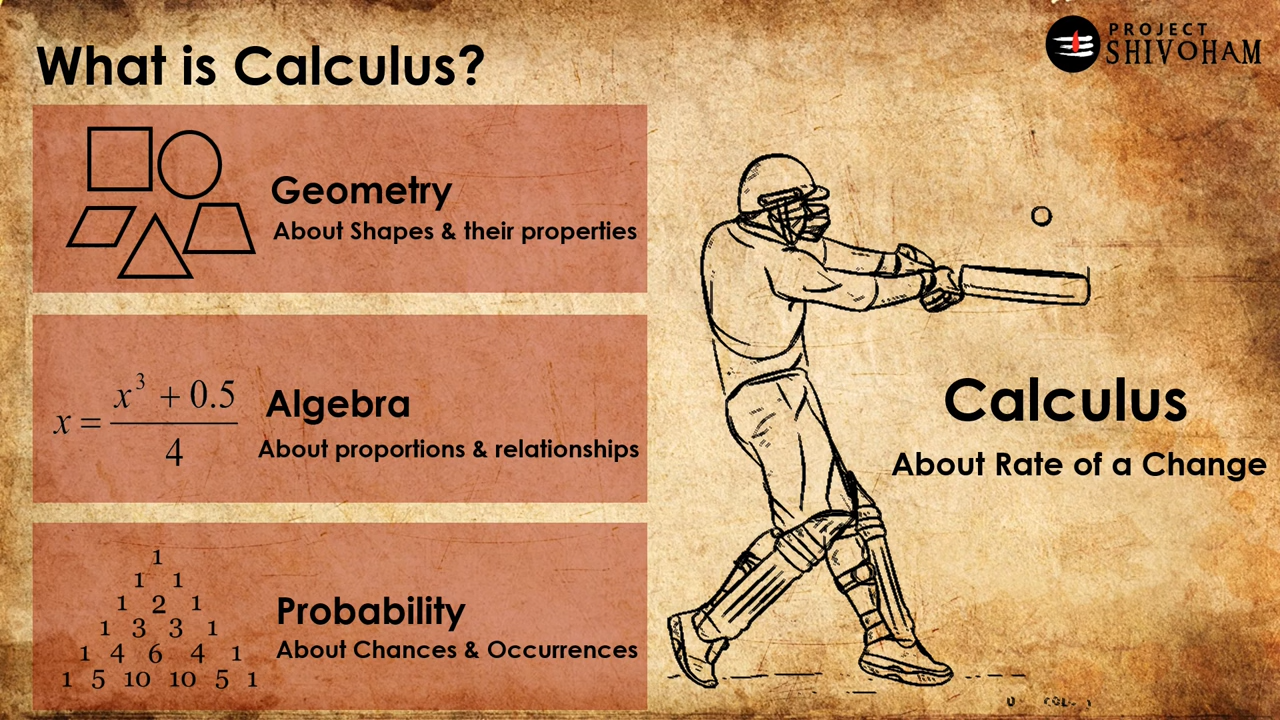 What is Calculus?
PROJECT
SHIVOHAM
Geometry
About Shapes & their properties
x = x³ + 0.5 / 4
Algebra
About proportions & relationships
1
1 1
1 2 1
1 3 3 1
1 4 6 4 1
1 5 10 10 5 1
Probability
About Chances & Occurrences
Calculus
About Rate of a Change